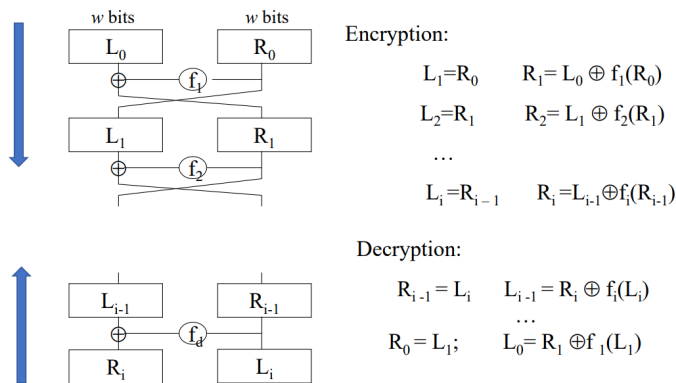 w bits w bits
L₀ R₀
⊕ f₁
L₁ R₁
⊕ f₂
Encryption:
L₁=R₀ R₁= L₀ ⊕ f₁(R₀)
L₂=R₁ R₂= L₁ ⊕ f₂(R₁)
…
Lᵢ=Rᵢ₋₁ Rᵢ=Lᵢ₋₁⊕fᵢ(Rᵢ₋₁)
Lᵢ₋₁ Rᵢ₋₁
⊕ f_d
Rᵢ Lᵢ
Decryption:
Rᵢ₋₁ = Lᵢ Lᵢ₋₁ = Rᵢ ⊕ fᵢ(Lᵢ)
…
R₀ = L₁; L₀= R₁ ⊕f₁(L₁)